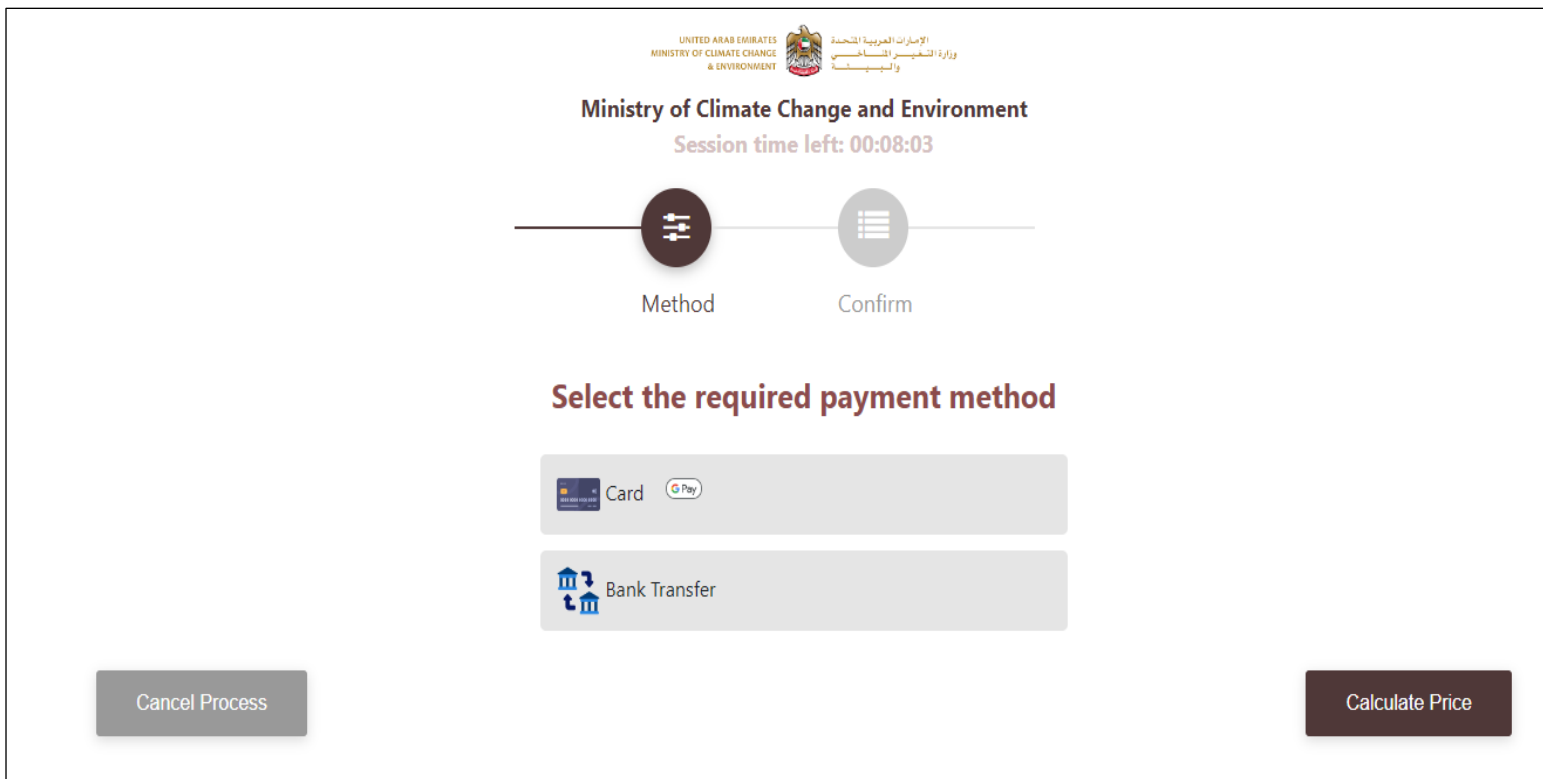 UNITED ARAB EMIRATES
MINISTRY OF CLIMATE CHANGE
& ENVIRONMENT
الإمارات العربية المتحدة
وزارة التغيير المناخي
والبيئة
Ministry of Climate Change and Environment
Session time left: 00:08:03
Method
Confirm
Select the required payment method
Card
G Pay
Bank Transfer
Cancel Process
Calculate Price